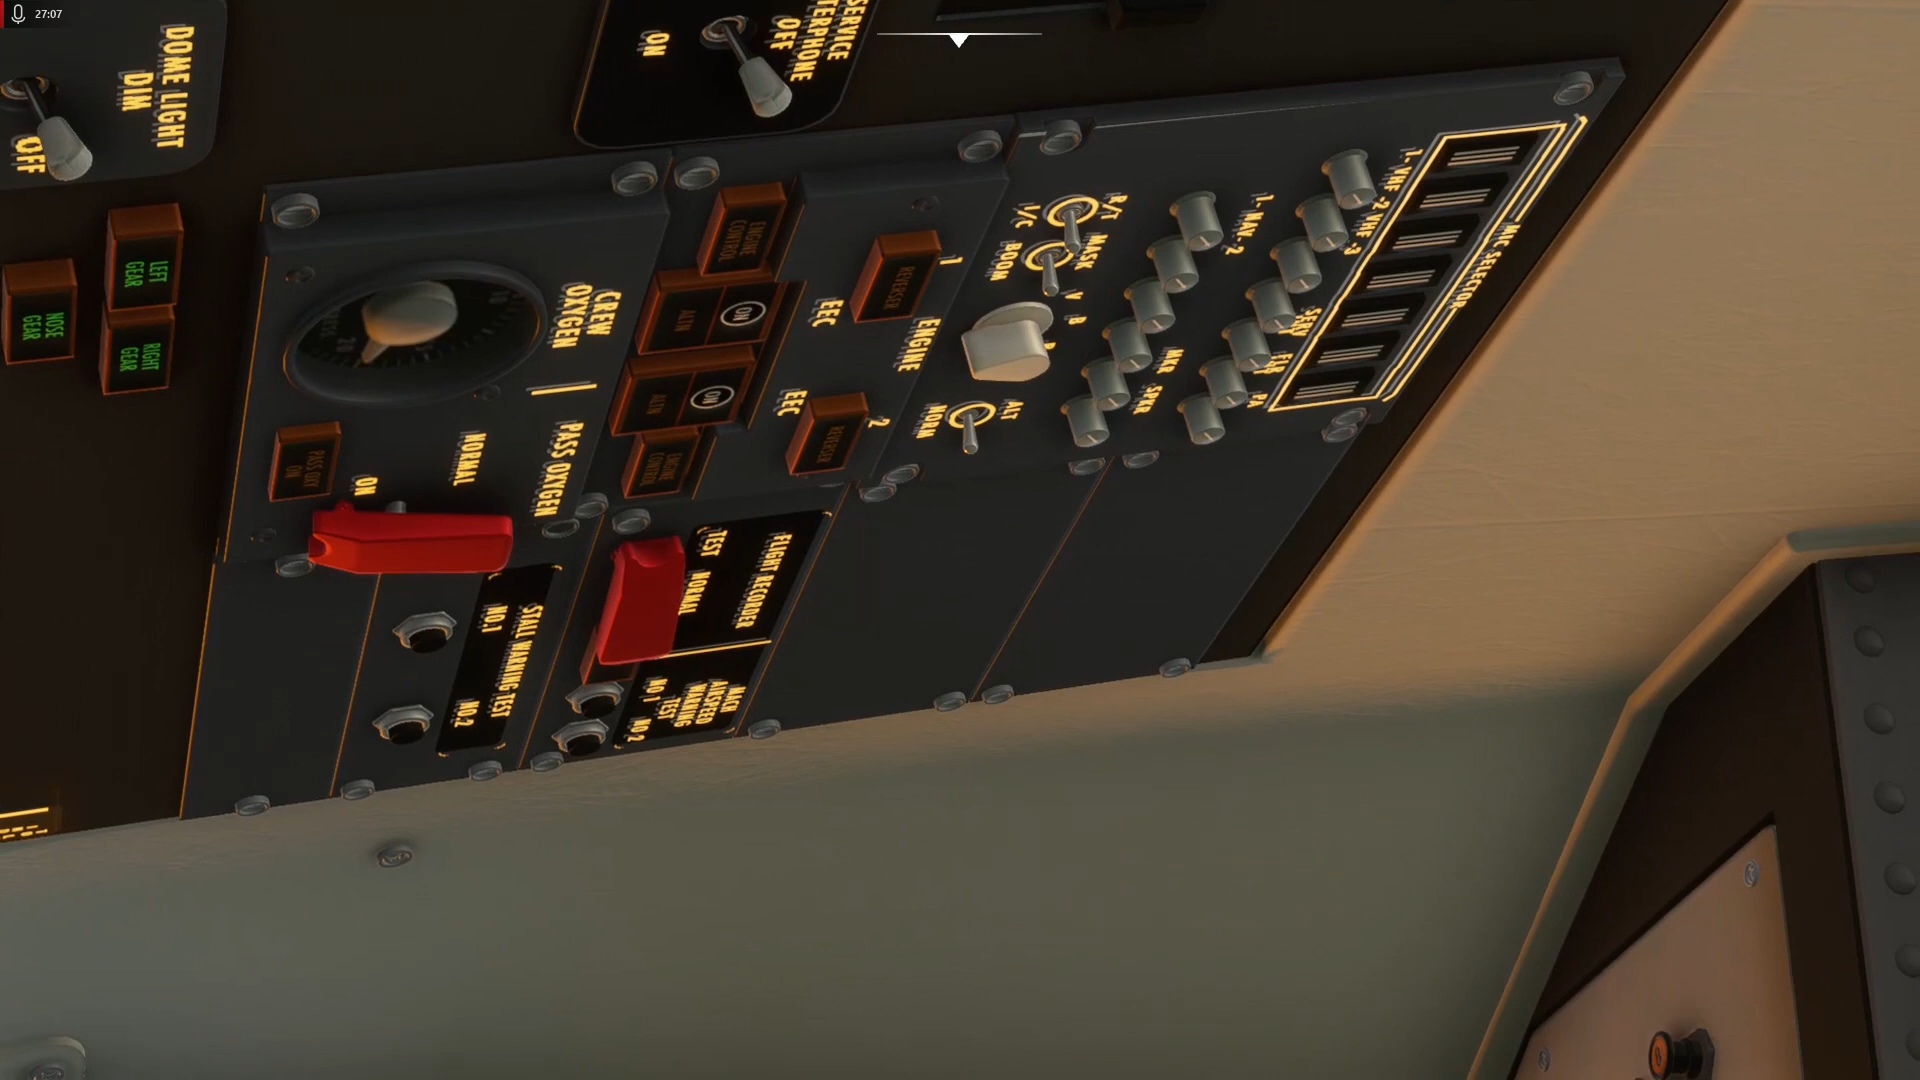 27:07
DOME LIGHT
DIM
OFF
SERVICE
INTERPHONE
OFF
ON
LEFT
GEAR
NOSE
GEAR
RIGHT
GEAR
CREW
OXYGEN
PASS OXYGEN
NORMAL
ON
PASS OXY
ON
ENGINE
CONTROL
ON
ALTN
ON
ALTN
ENGINE
CONTROL
REVERSER
1
EEC
ENGINE
EEC
REVERSER
2
R/T
I/C
MASK
BOOM
V
B
ALT
NORM
1- NAV -2
MKR
SPKR
1- VHF -2 VHF -3
SERV
PA
MIC SELECTOR
FLIGHT RECORDER
TEST NORMAL
MACH
AIRSPEED
WARNING
TEST
NO.1 NO.2
STALL WARNING TEST
NO.1 NO.2